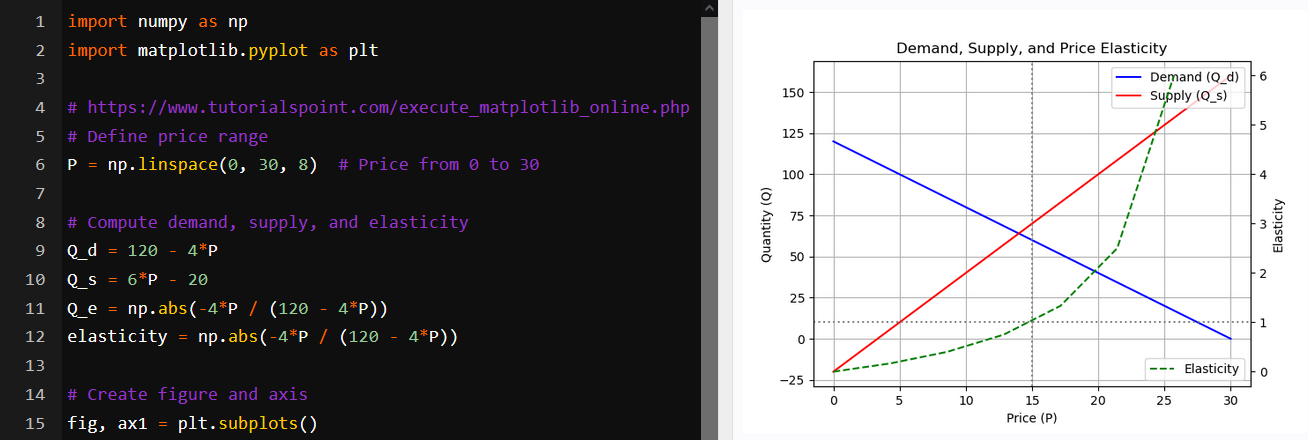 1 import numpy as np
2 import matplotlib.pyplot as plt
3
4 # https://www.tutorialspoint.com/execute_matplotlib_online.php
5 # Define price range
6 P = np.linspace(0, 30, 8)  # Price from 0 to 30
7
8 # Compute demand, supply, and elasticity
9 Q_d = 120 - 4*P
10 Q_s = 6*P - 20
11 Q_e = np.abs(-4*P / (120 - 4*P))
12 elasticity = np.abs(-4*P / (120 - 4*P))
13
14 # Create figure and axis
15 fig, ax1 = plt.subplots()
Demand, Supply, and Price Elasticity
Demand (Q_d)
Supply (Q_s)
Elasticity
Quantity (Q)
150
125
100
75
50
25
0
−25
0 5 10 15 20 25 30
Price (P)
6
5
4
3
2
1
0
Elasticity